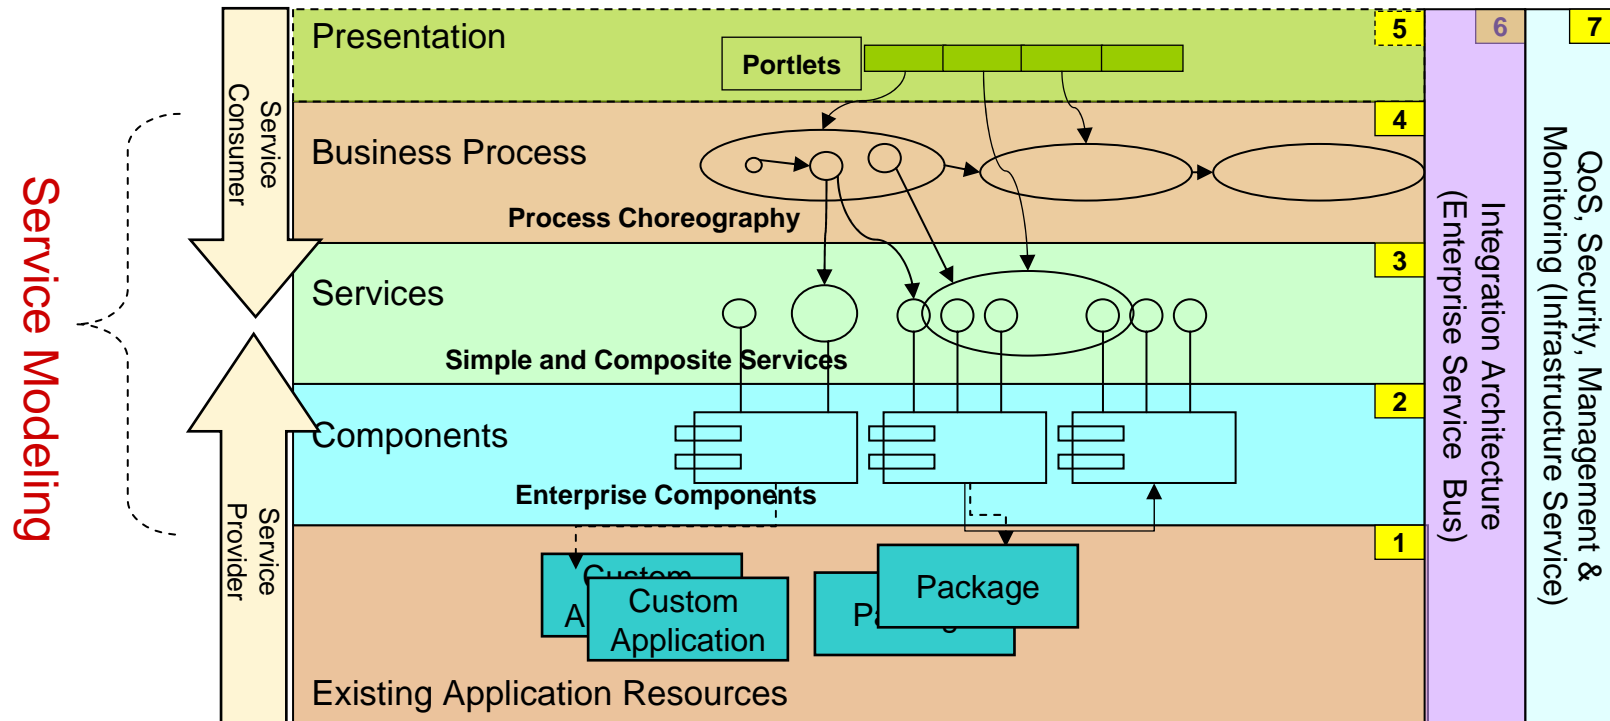 Presentation
5
6
7
Portlets
Service
Consumer
4
Business Process
Process Choreography
3
Services
Simple and Composite Services
2
Components
Enterprise Components
Service
Provider
1
Custom
A
Custom
Application
Package
Existing Application Resources
Service Modeling
Integration Architecture
(Enterprise Service Bus)
QoS, Security, Management &
Monitoring (Infrastructure Service)